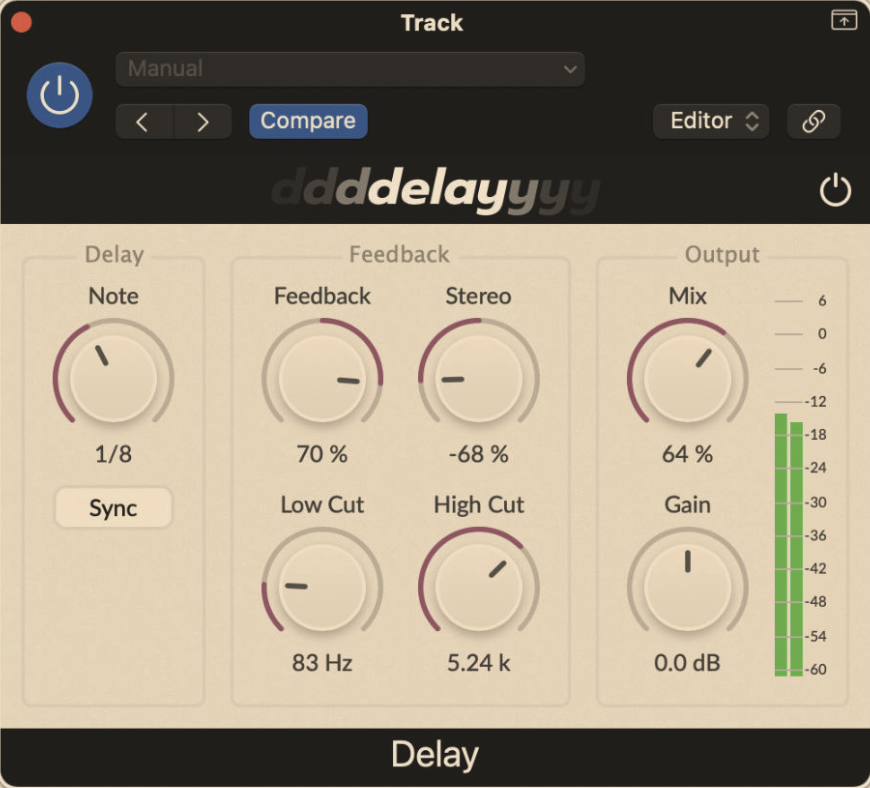 Track
Manual
Compare
Editor
ddddelayyyy
Delay
Feedback
Output
Note
Feedback
Stereo
Mix
1/8
70 %
-68 %
64 %
Sync
Low Cut
High Cut
Gain
83 Hz
5.24 k
0.0 dB
6
0
-6
-12
-18
-24
-30
-36
-42
-48
-54
-60
Delay